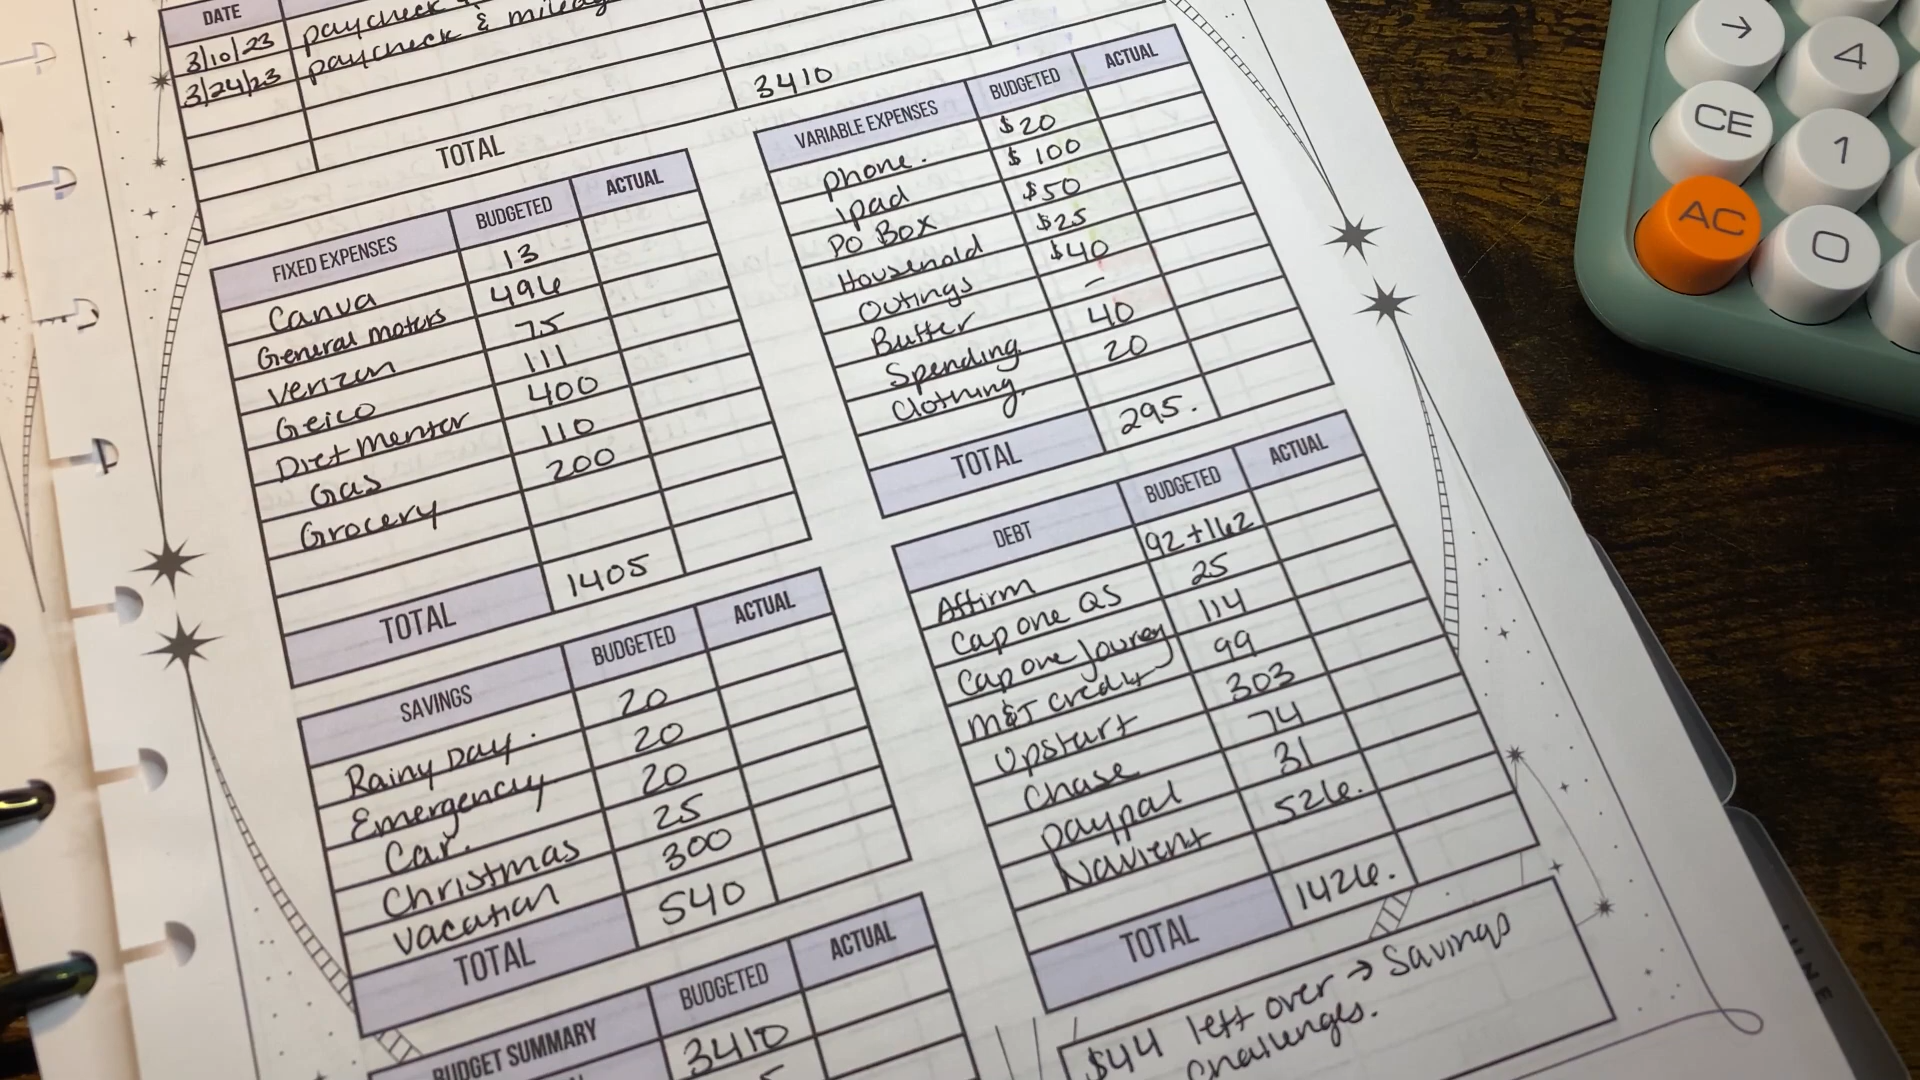 DATE
3/10/23 paycheck &
3/24/23 paycheck & mileag
TOTAL 3410
FIXED EXPENSES BUDGETED ACTUAL
Canva 13
General motors 496
Verizon 75
Geico 111
Diet mentor 400
Gas 110
Grocery 200
TOTAL 1405
VARIABLE EXPENSES BUDGETED ACTUAL
phone. $20
ipad $100
PO BOX $50
Household $25
Outings $40
Buffer -
Spending 40
Clothing. 20
TOTAL 295.
SAVINGS BUDGETED ACTUAL
Rainy Day. 20
Emergency 20
Car. 20
Christmas 25
Vacation 300
TOTAL 540
DEBT BUDGETED ACTUAL
Affirm 92+162
Cap one QS 25
Cap one Journey 114
M&T credit 99
Upstart 303
Chase 74
paypal 31
Navient 526.
TOTAL 1426.
BUDGET SUMMARY BUDGETED ACTUAL
3410
$44 left over → Savings
Challenges.
→ 4
CE 1
AC 0
JUNE